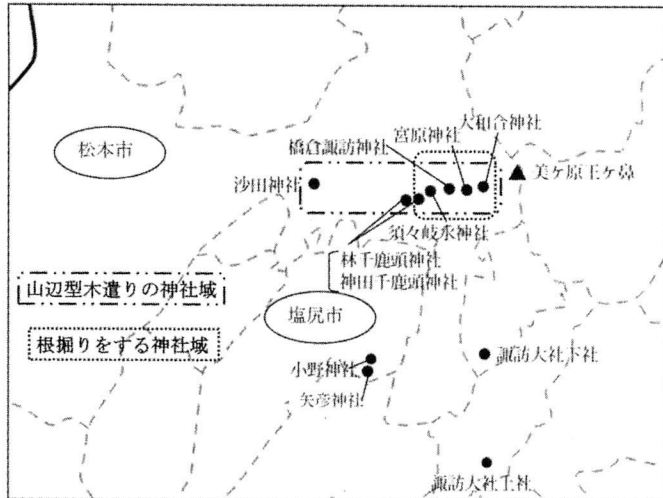 大和合神社
宮原神社
橋倉諏訪神社
松本市
美ヶ原王ヶ鼻
沙田神社
須々岐水神社
林千鹿頭神社
神田千鹿頭神社
山辺型木遣りの神社域
塩尻市
根掘りをする神社域
諏訪大社下社
小野神社
矢彦神社
諏訪大社上社